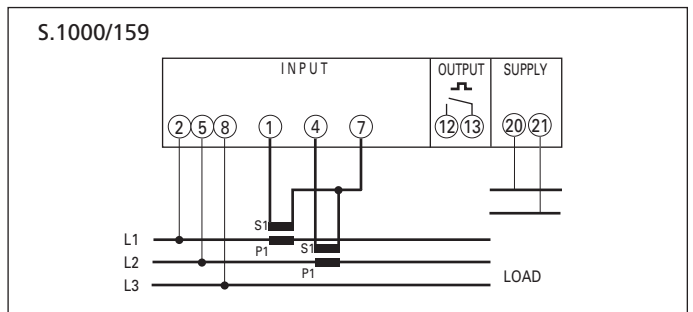 S.1000/159
INPUT OUTPUT SUPPLY
2 5 8 1 4 7 12 13 20 21
S1
L1 P1 S1
L2 P1
L3 LOAD